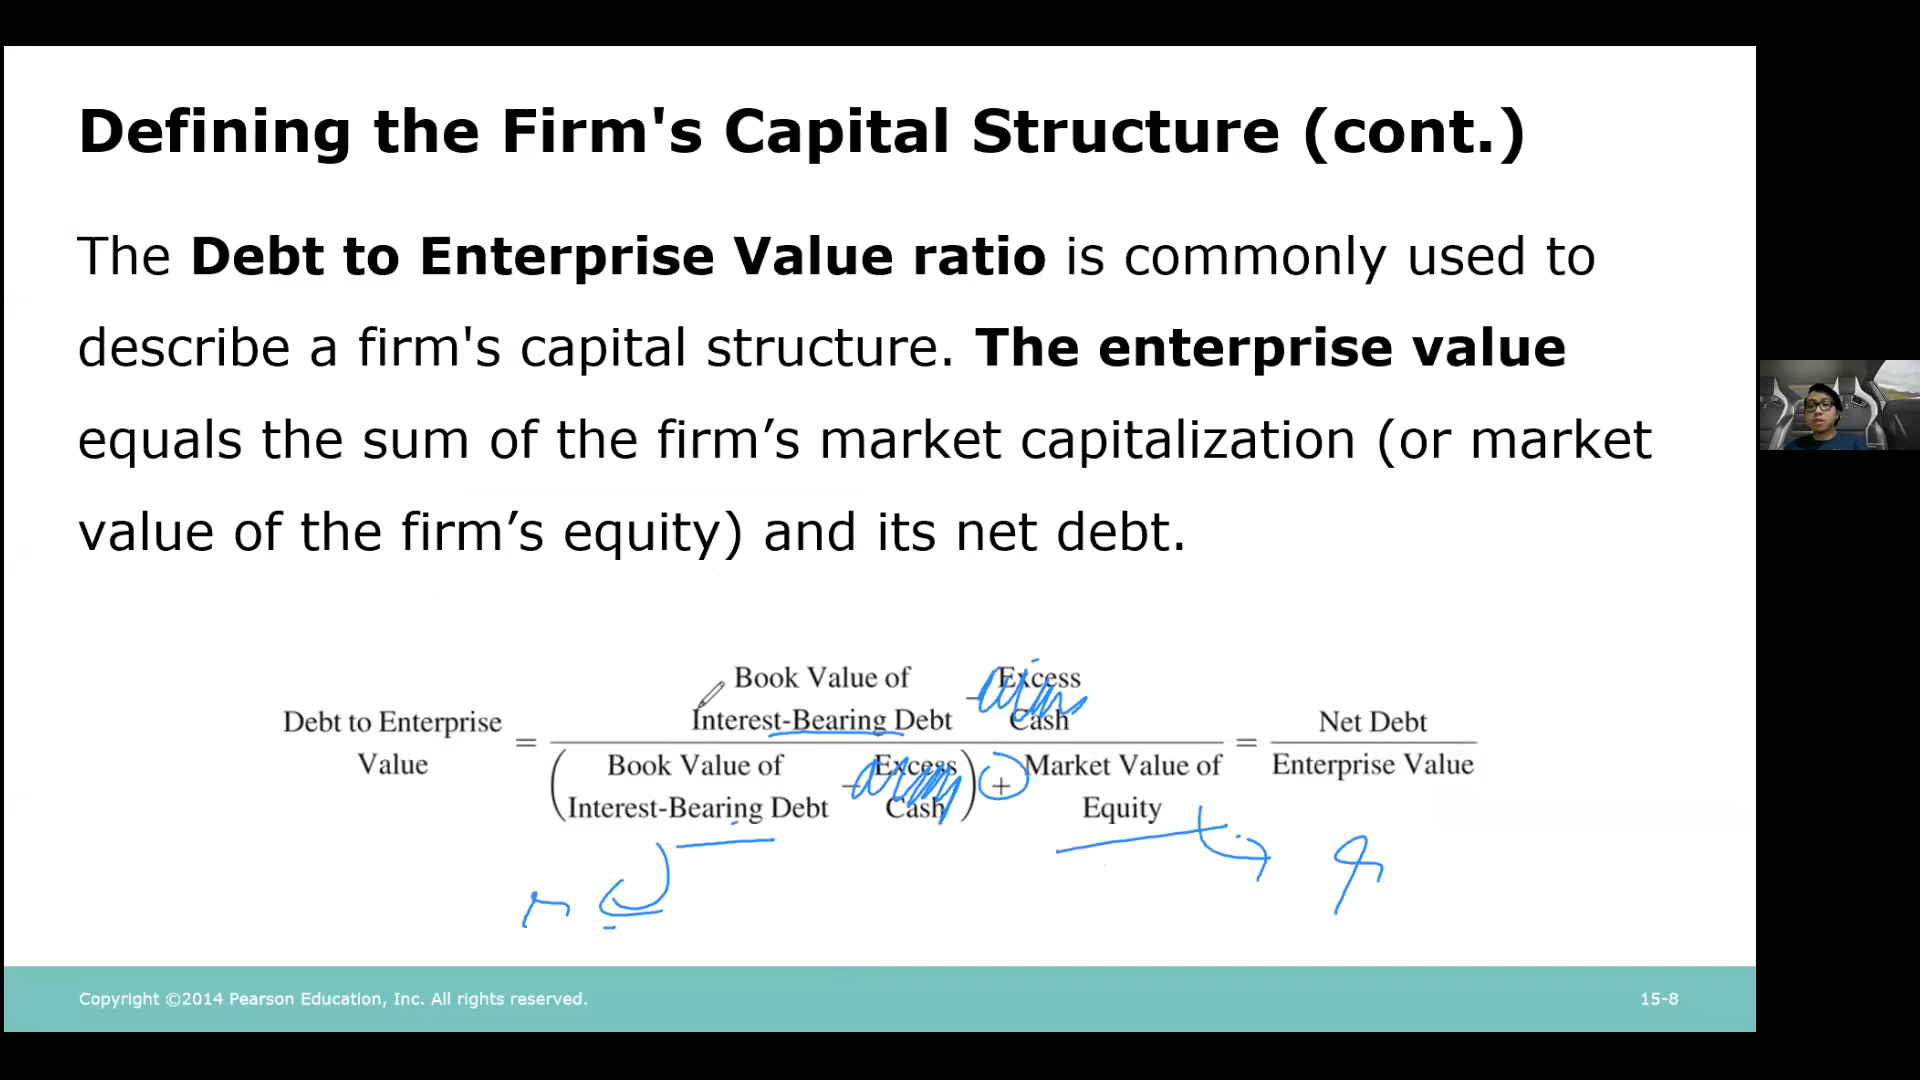 Defining the Firm's Capital Structure (cont.)
The Debt to Enterprise Value ratio is commonly used to
describe a firm's capital structure. The enterprise value
equals the sum of the firm’s market capitalization (or market
value of the firm’s equity) and its net debt.
Debt to Enterprise
Value
=
Book Value of
Interest-Bearing Debt
−
Excess
Cash
(Book Value of
Interest-Bearing Debt
−
Excess
Cash)
+
Market Value of
Equity
=
Net Debt
Enterprise Value
Copyright ©2014 Pearson Education, Inc. All rights reserved.
15-8